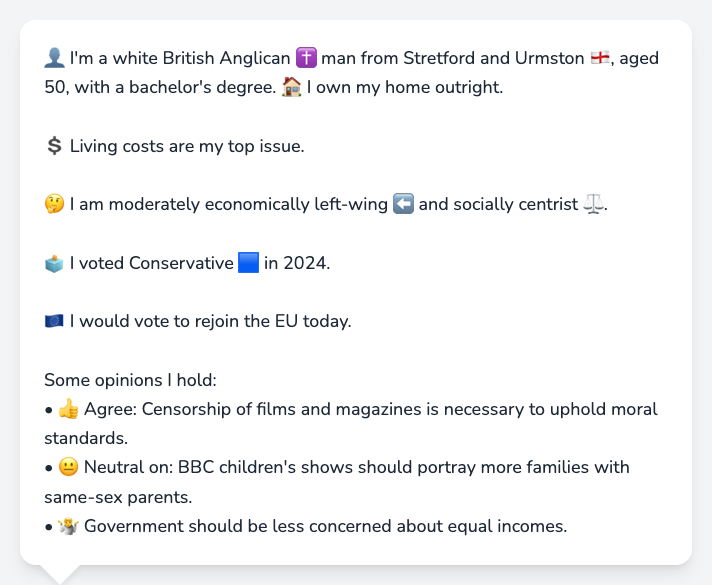 👤 I'm a white British Anglican ✝️ man from Stretford and Urmston 🏴󠁧󠁢󠁥󠁮󠁧󠁿, aged
50, with a bachelor's degree. 🏠 I own my home outright.
💲 Living costs are my top issue.
🤔 I am moderately economically left-wing ⬅️ and socially centrist ⚖️.
🗳️ I voted Conservative 🟦 in 2024.
🇪🇺 I would vote to rejoin the EU today.
Some opinions I hold:
• 👍 Agree: Censorship of films and magazines is necessary to uphold moral
standards.
• 😐 Neutral on: BBC children's shows should portray more families with
same-sex parents.
• 🤷 Government should be less concerned about equal incomes.